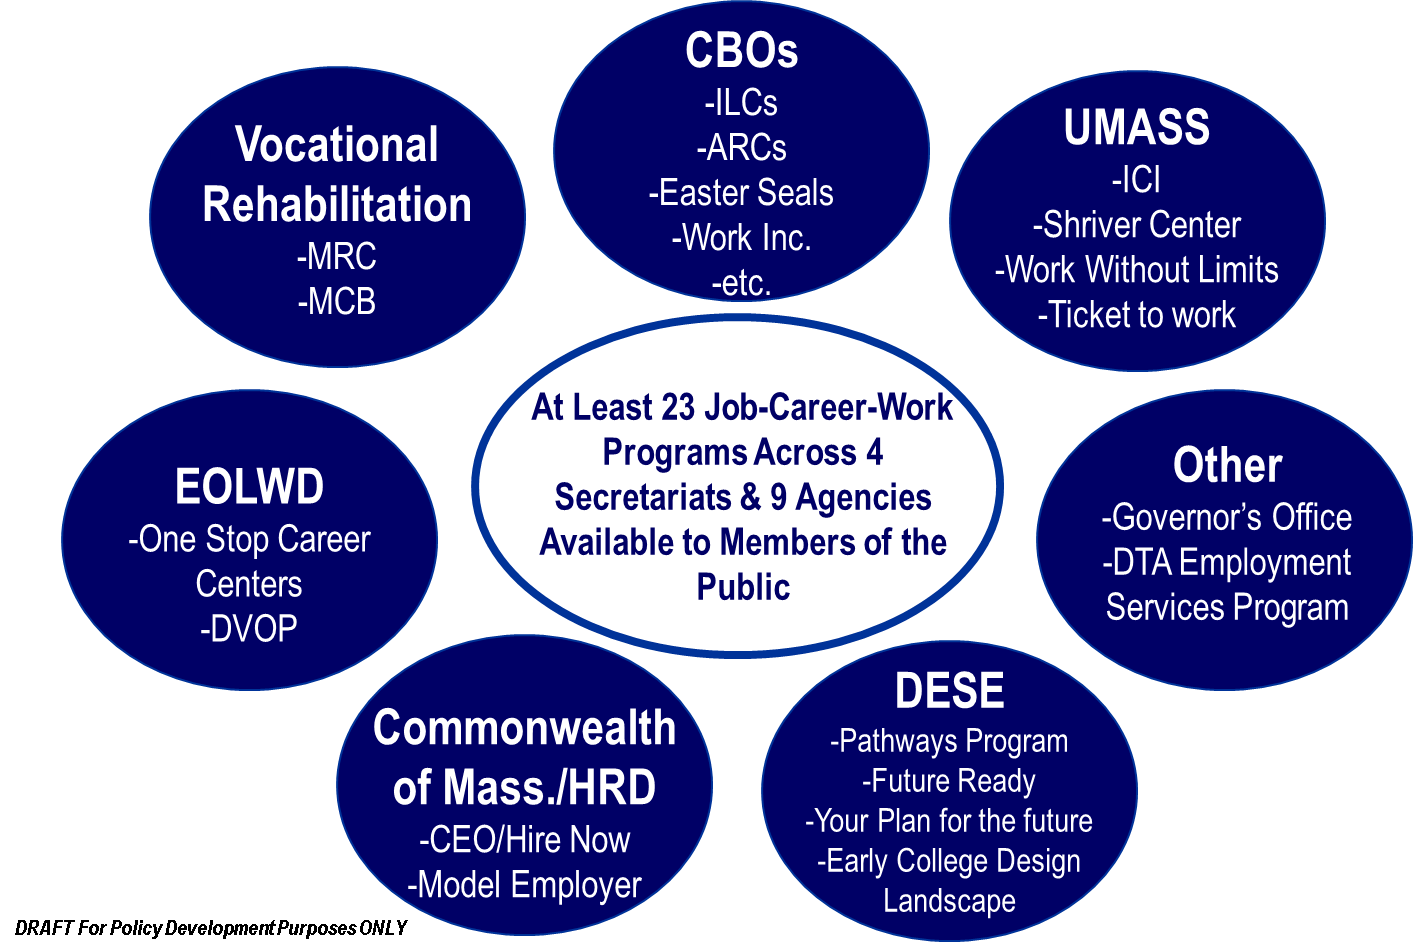 CBOs
-ILCs
-ARCs
-Easter Seals
-Work Inc.
-etc.
UMASS
-ICI
-Shriver Center
-Work Without Limits
-Ticket to work
Other
-Governor’s Office
-DTA Employment
Services Program
DESE
-Pathways Program
-Future Ready
-Your Plan for the future
-Early College Design
Landscape
Commonwealth
of Mass./HRD
-CEO/Hire Now
-Model Employer
EOLWD
-One Stop Career
Centers
-DVOP
Vocational
Rehabilitation
-MRC
-MCB
At Least 23 Job-Career-Work
Programs Across 4
Secretariats & 9 Agencies
Available to Members of the
Public
DRAFT For Policy Development Purposes ONLY